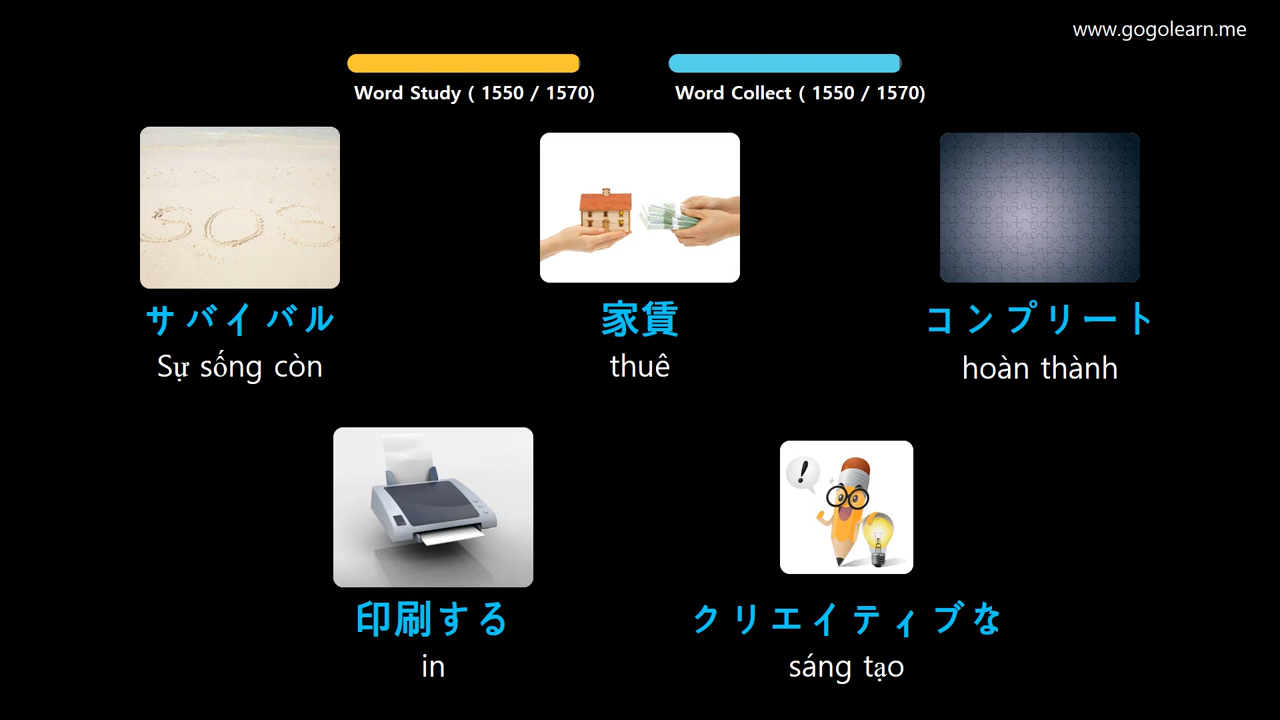 www.gogolearn.me
Word Study ( 1550 / 1570)
Word Collect ( 1550 / 1570)
SOS
サバイバル
Sự sống còn
家賃
thuê
コンプリート
hoàn thành
印刷する
in
!
クリエイティブな
sáng tạo